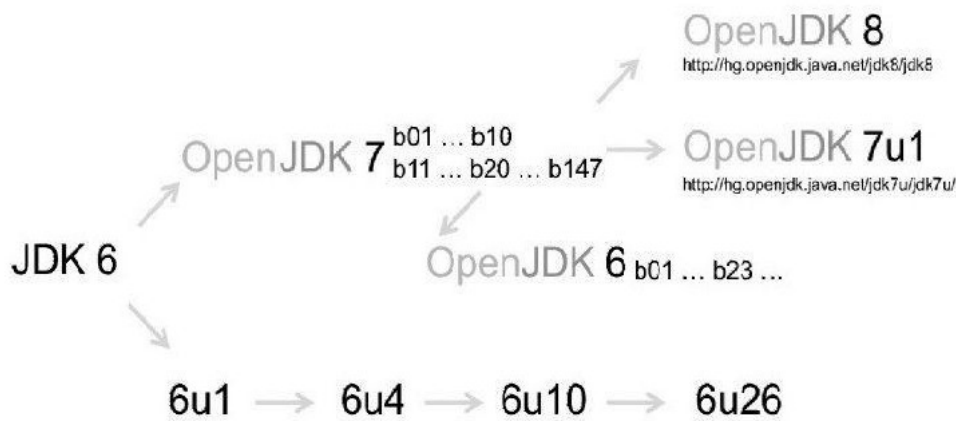 OpenJDK 8
http://hg.openjdk.java.net/jdk8/jdk8
OpenJDK 7 b01 ... b10
b11 ... b20 ... b147
OpenJDK 7u1
http://hg.openjdk.java.net/jdk7u/jdk7u/
JDK 6
OpenJDK 6 b01 ... b23 ...
6u1
6u4
6u10
6u26